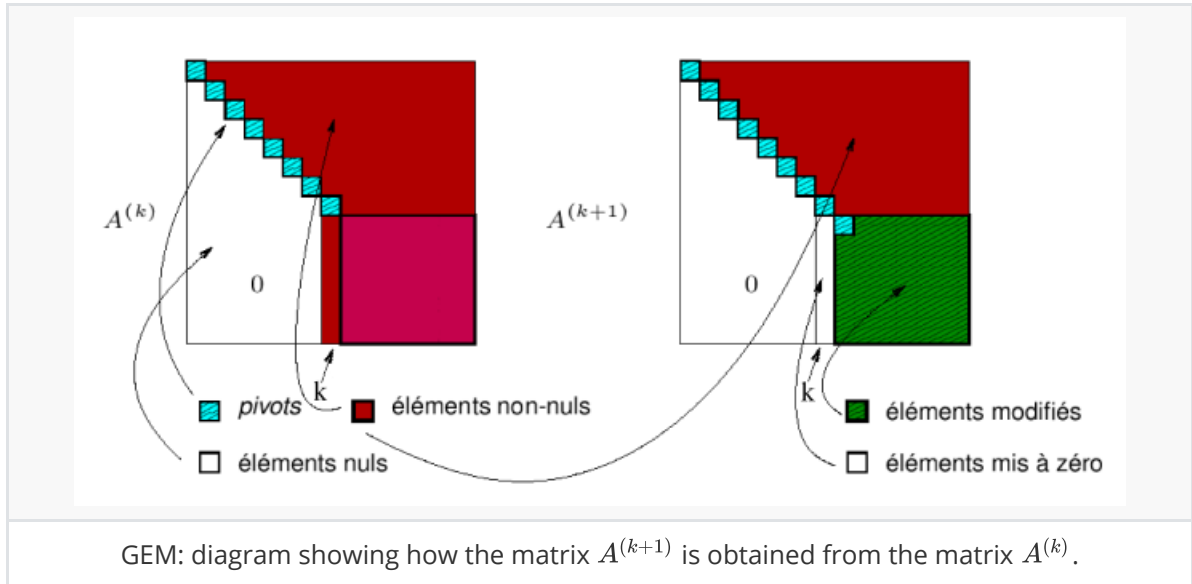 A^{(k)}
0
k
pivots
éléments non-nuls
éléments nuls
A^{(k+1)}
0
k
éléments modifiés
éléments mis à zéro
GEM: diagram showing how the matrix A^{(k+1)} is obtained from the matrix A^{(k)}.